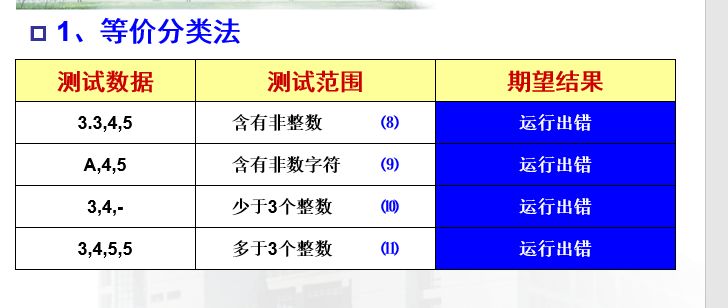 1、等价分类法
测试数据 测试范围 期望结果
3.3,4,5 含有非整数 (8) 运行出错
A,4,5 含有非数字符 (9) 运行出错
3,4,- 少于3个整数 (10) 运行出错
3,4,5,5 多于3个整数 (11) 运行出错